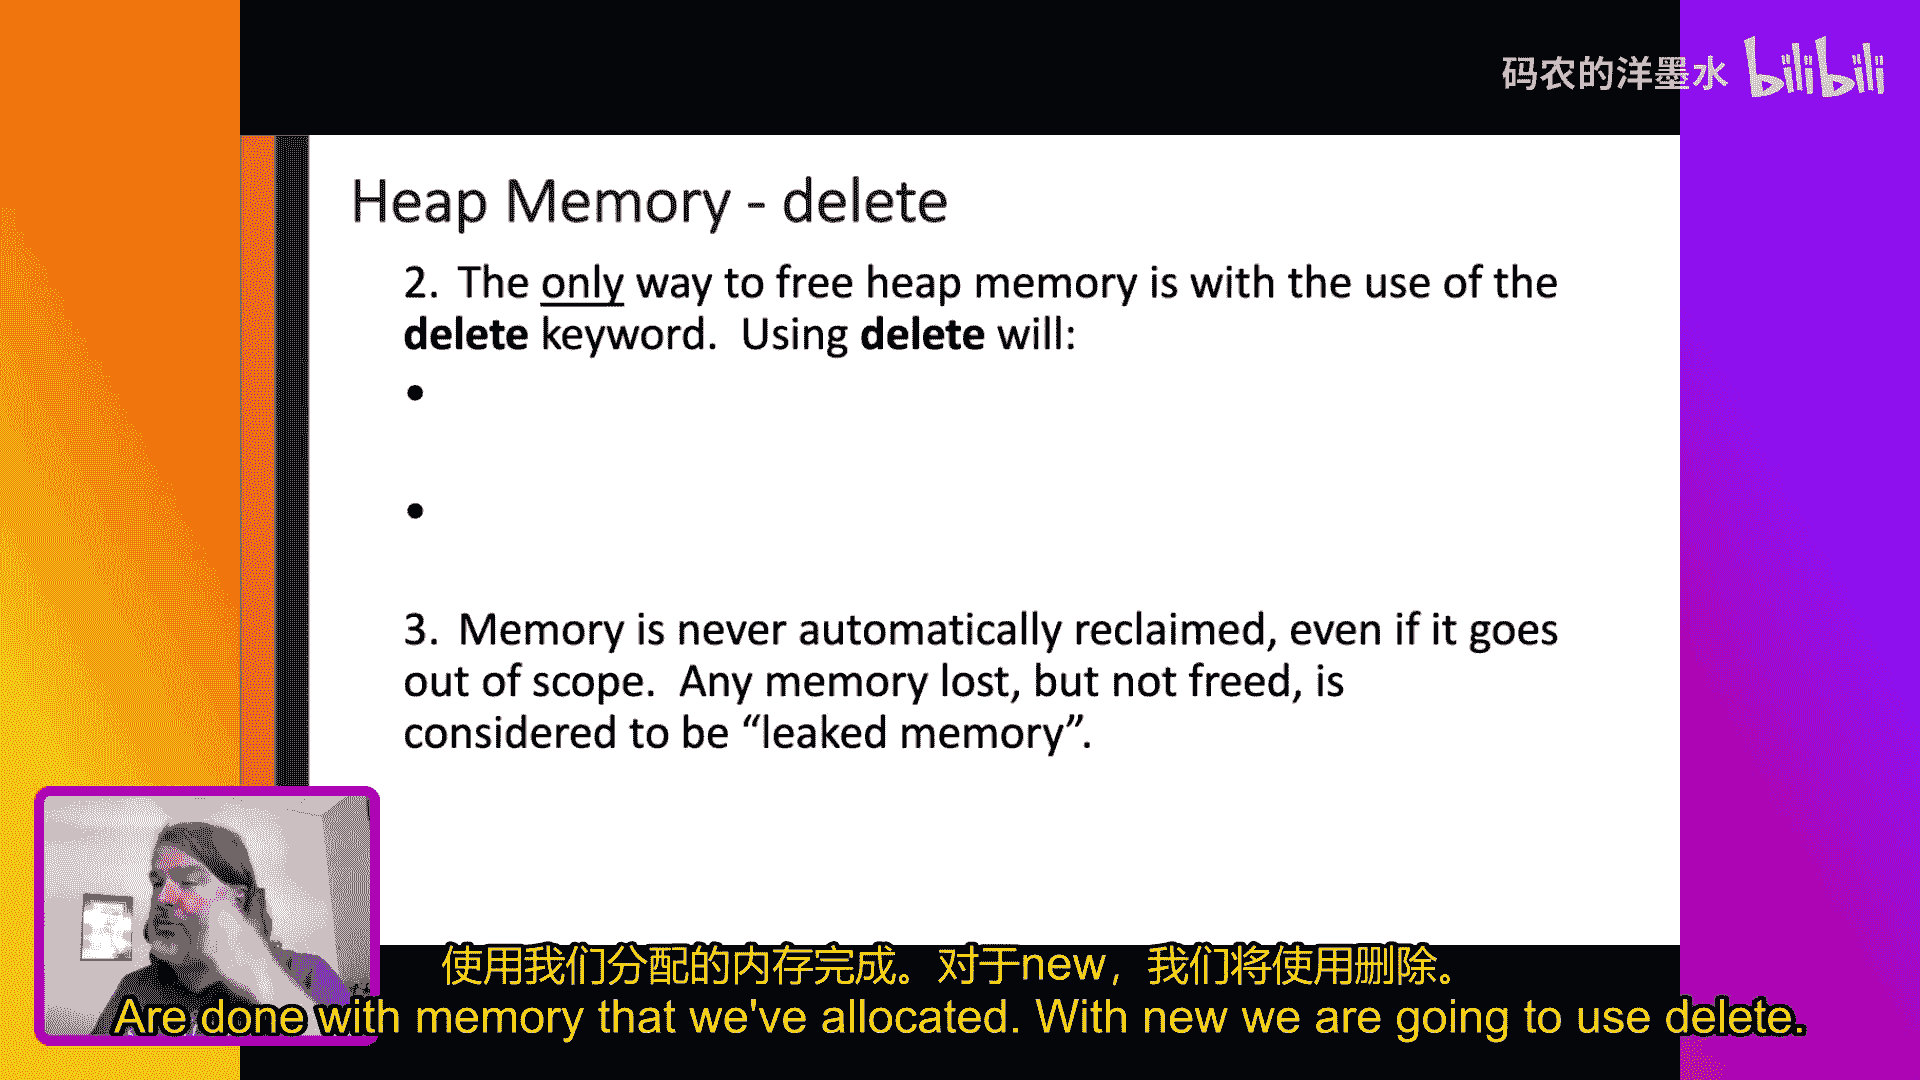 码农的洋墨水 bilibili
Heap Memory - delete
2. The only way to free heap memory is with the use of the
delete keyword. Using delete will:
•
•
3. Memory is never automatically reclaimed, even if it goes
out of scope. Any memory lost, but not freed, is
considered to be “leaked memory”.
使用我们分配的内存完成。对于new，我们将使用删除。
Are done with memory that we've allocated. With new we are going to use delete.